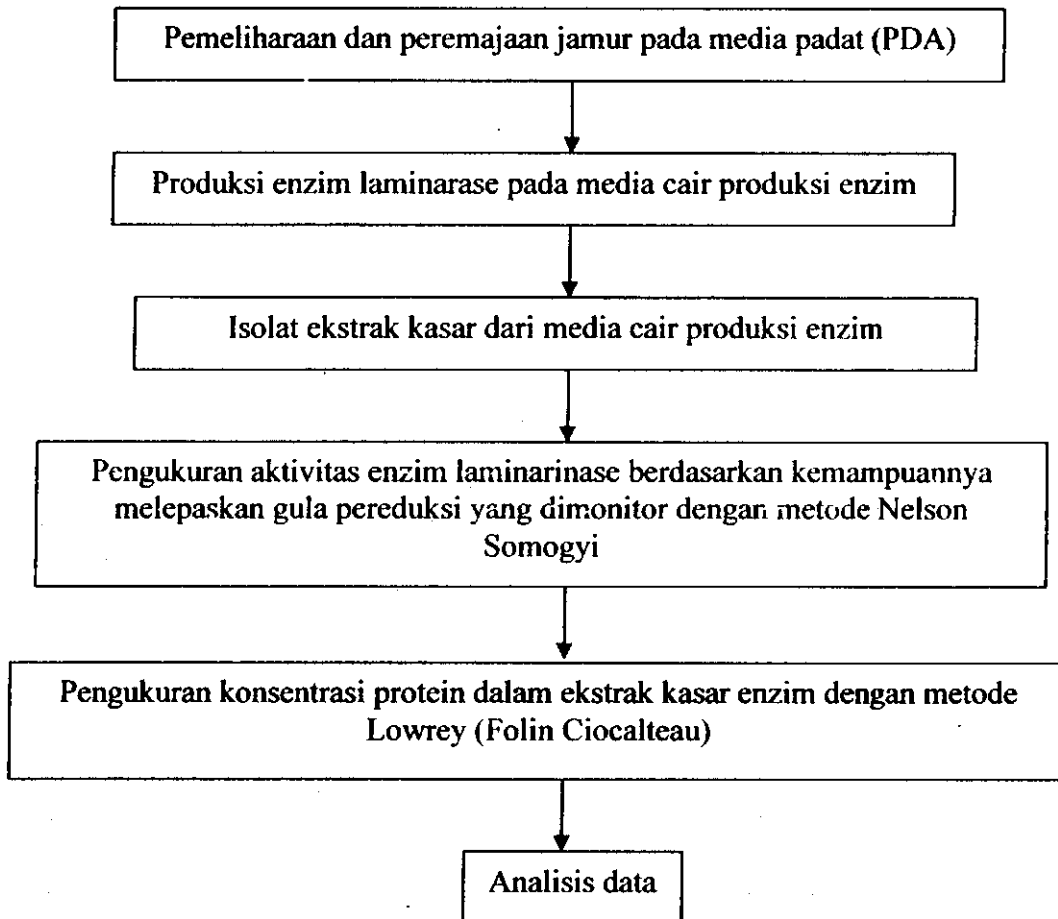 Pemeliharaan dan peremajaan jamur pada media padat (PDA)
Produksi enzim laminarase pada media cair produksi enzim
Isolat ekstrak kasar dari media cair produksi enzim
Pengukuran aktivitas enzim laminarinase berdasarkan kemampuannya
melepaskan gula pereduksi yang dimonitor dengan metode Nelson
Somogyi
Pengukuran konsentrasi protein dalam ekstrak kasar enzim dengan metode
Lowrey (Folin Ciocalteau)
Analisis data